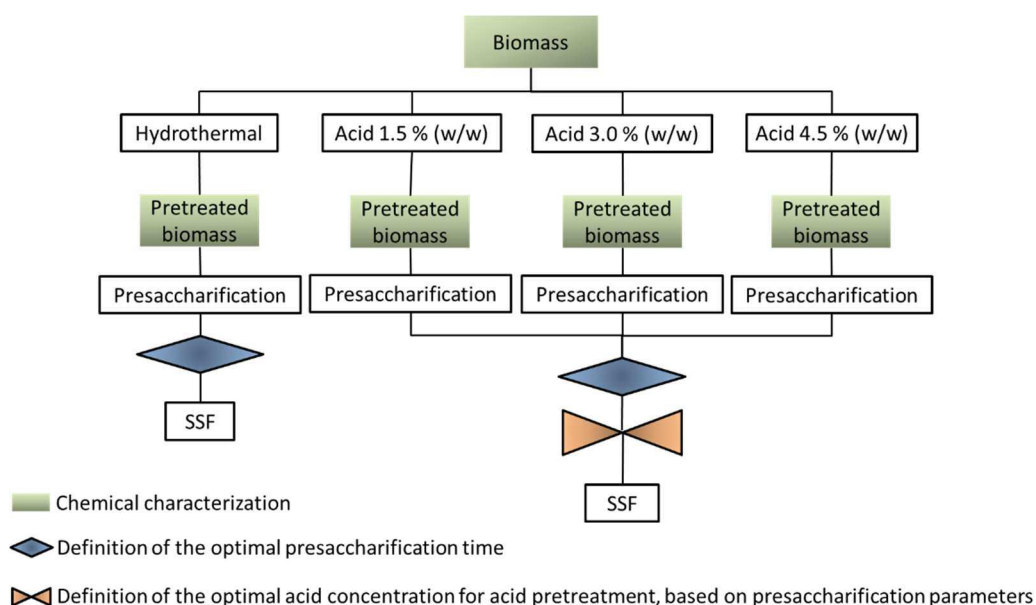 Biomass
Hydrothermal
Acid 1.5 % (w/w)
Acid 3.0 % (w/w)
Acid 4.5 % (w/w)
Pretreated
biomass
Pretreated
biomass
Pretreated
biomass
Pretreated
biomass
Presaccharification
Presaccharification
Presaccharification
Presaccharification
SSF
SSF
Chemical characterization
Definition of the optimal presaccharification time
Definition of the optimal acid concentration for acid pretreatment, based on presaccharification parameters